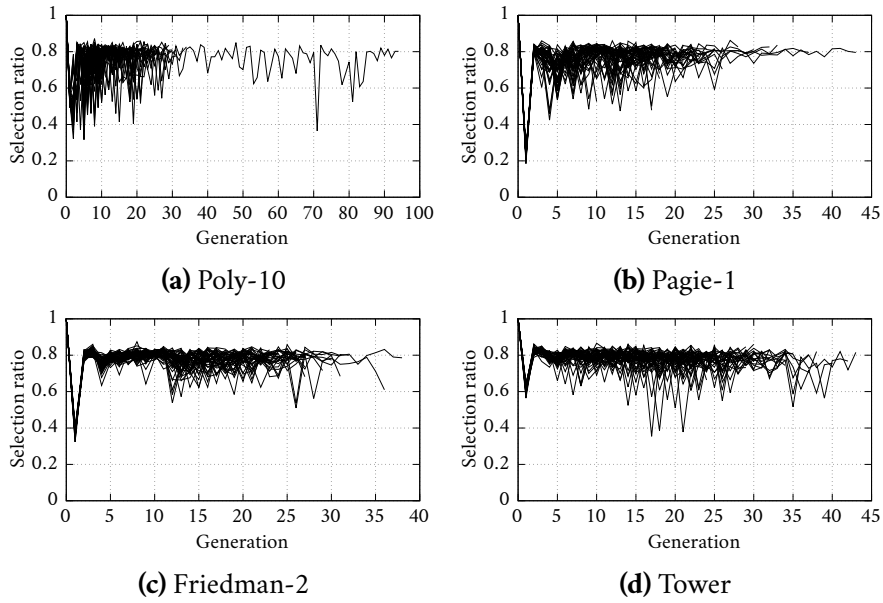 Selection ratio
1
0.8
0.6
0.4
0.2
0
0 10 20 30 40 50 60 70 80 90 100
Generation
(a) Poly-10
Selection ratio
1
0.8
0.6
0.4
0.2
0
0 5 10 15 20 25 30 35 40 45
Generation
(b) Pagie-1
Selection ratio
1
0.8
0.6
0.4
0.2
0
0 5 10 15 20 25 30 35 40
Generation
(c) Friedman-2
Selection ratio
1
0.8
0.6
0.4
0.2
0
0 5 10 15 20 25 30 35 40 45
Generation
(d) Tower